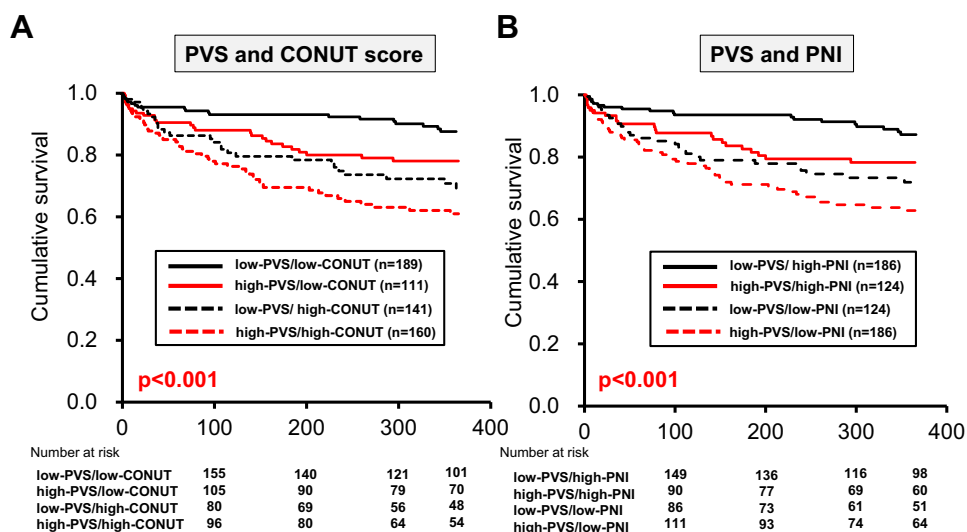 A
PVS and CONUT score
Cumulative survival
1.0
0.8
0.6
0.4
0.2
0.0
low-PVS/low-CONUT (n=189)
high-PVS/low-CONUT (n=111)
low-PVS/ high-CONUT (n=141)
high-PVS/high-CONUT (n=160)
p<0.001
0 100 200 300 400
Number at risk
low-PVS/low-CONUT 155 140 121 101
high-PVS/low-CONUT 105 90 79 70
low-PVS/high-CONUT 80 69 56 48
high-PVS/high-CONUT 96 80 64 54
B
PVS and PNI
Cumulative survival
1.0
0.8
0.6
0.4
0.2
0.0
low-PVS/ high-PNI (n=186)
high-PVS/high-PNI (n=124)
low-PVS/low-PNI (n=124)
high-PVS/low-PNI (n=186)
p<0.001
0 100 200 300 400
Number at risk
low-PVS/high-PNI 149 136 116 98
high-PVS/high-PNI 90 77 69 60
low-PVS/low-PNI 86 73 61 51
high-PVS/low-PNI 111 93 74 64